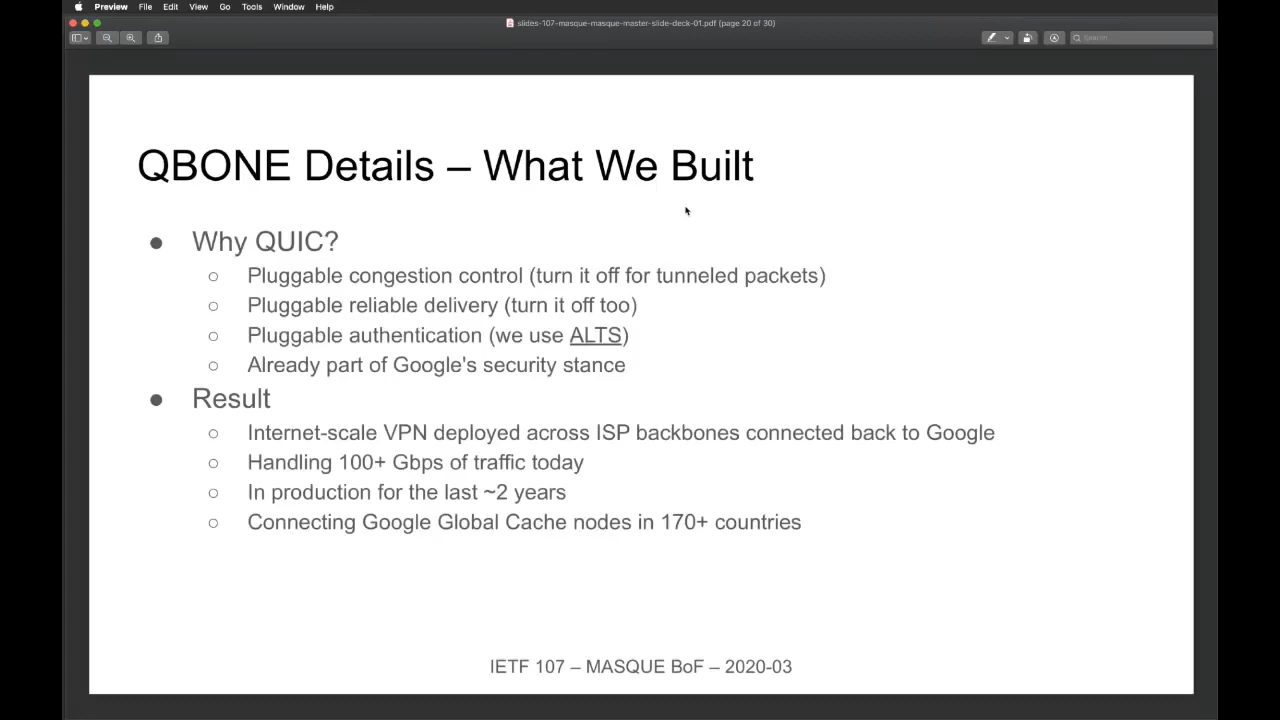 Preview File Edit View Go Tools Window Help
slides-107-masque-masque-master-slide-deck-01.pdf (page 20 of 30)
Search
QBONE Details – What We Built
● Why QUIC?
○ Pluggable congestion control (turn it off for tunneled packets)
○ Pluggable reliable delivery (turn it off too)
○ Pluggable authentication (we use ALTS)
○ Already part of Google's security stance
● Result
○ Internet-scale VPN deployed across ISP backbones connected back to Google
○ Handling 100+ Gbps of traffic today
○ In production for the last ~2 years
○ Connecting Google Global Cache nodes in 170+ countries
IETF 107 – MASQUE BoF – 2020-03